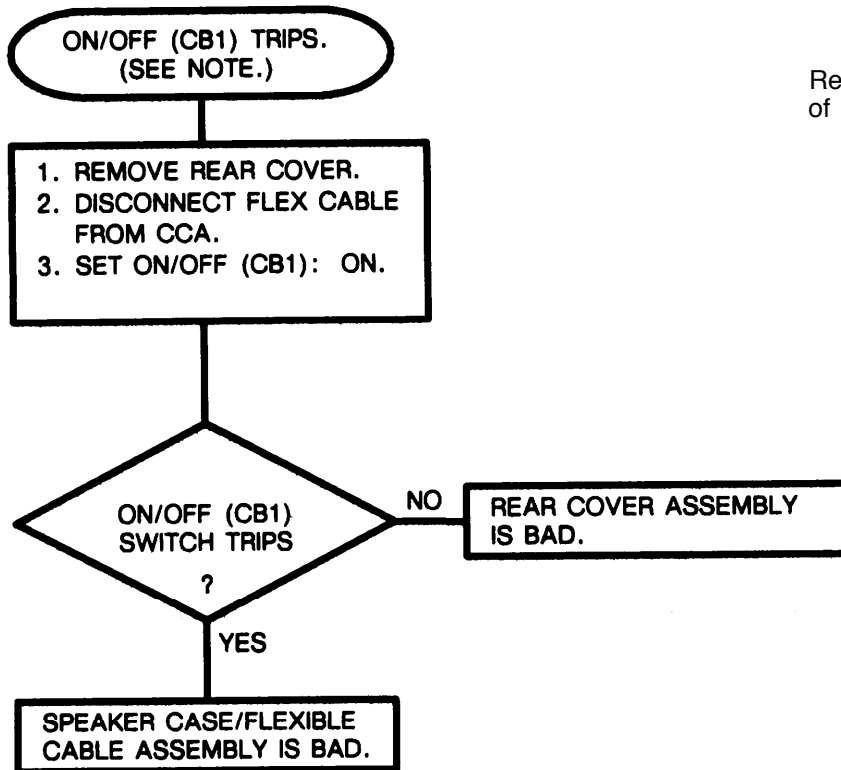 ON/OFF (CB1) TRIPS.
(SEE NOTE.)
Re
of
1. REMOVE REAR COVER.
2. DISCONNECT FLEX CABLE
FROM CCA.
3. SET ON/OFF (CB1): ON.
ON/OFF (CB1)
SWITCH TRIPS
?
NO
REAR COVER ASSEMBLY
IS BAD.
YES
SPEAKER CASE/FLEXIBLE
CABLE ASSEMBLY IS BAD.